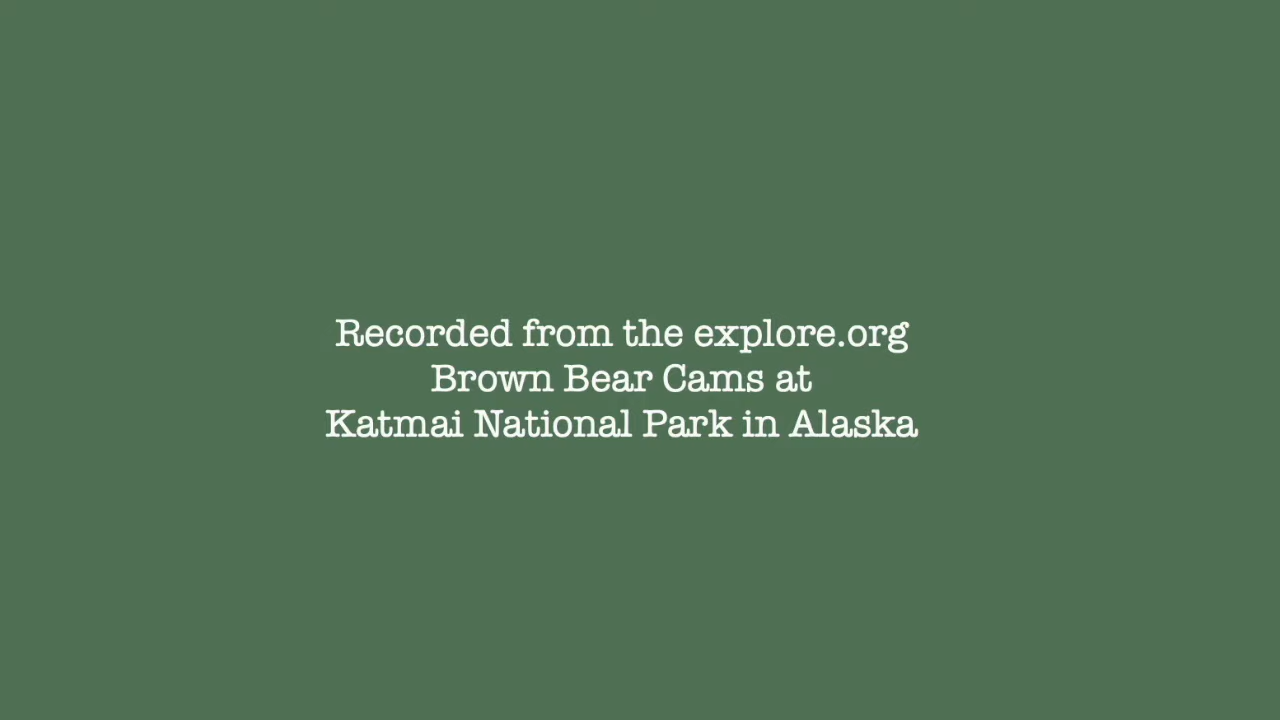 Recorded from the explore.org
Brown Bear Cams at
Katmai National Park in Alaska